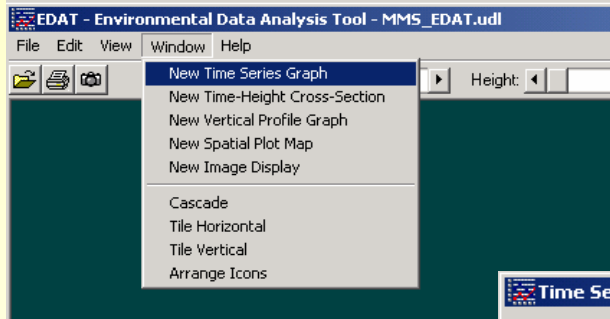 EDAT - Environmental Data Analysis Tool - MMS_EDAT.udl
File Edit View Window Help
Height:
New Time Series Graph
New Time-Height Cross-Section
New Vertical Profile Graph
New Spatial Plot Map
New Image Display
Cascade
Tile Horizontal
Tile Vertical
Arrange Icons
Time Se